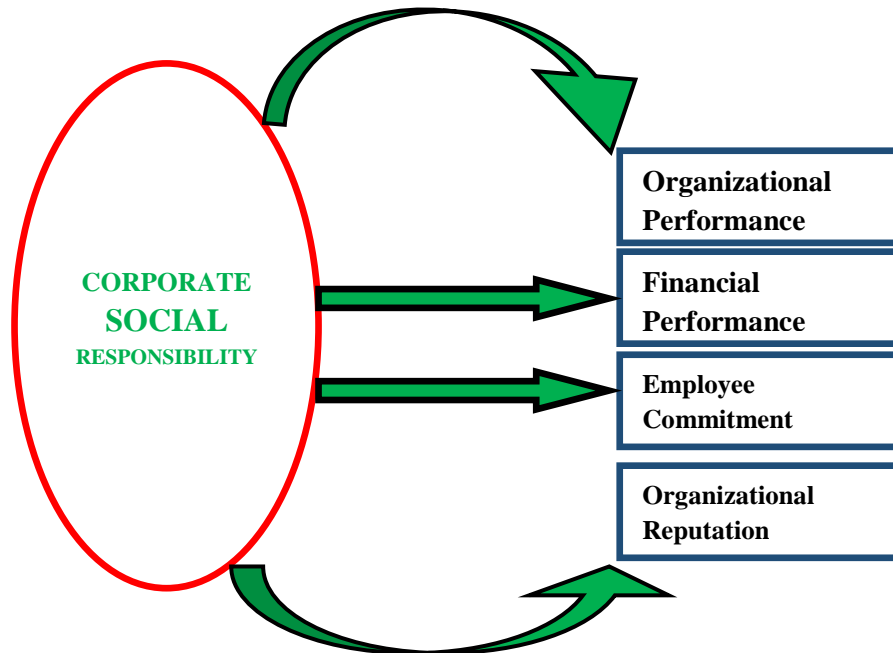 CORPORATE
SOCIAL
RESPONSIBILITY
Organizational
Performance
Financial
Performance
Employee
Commitment
Organizational
Reputation